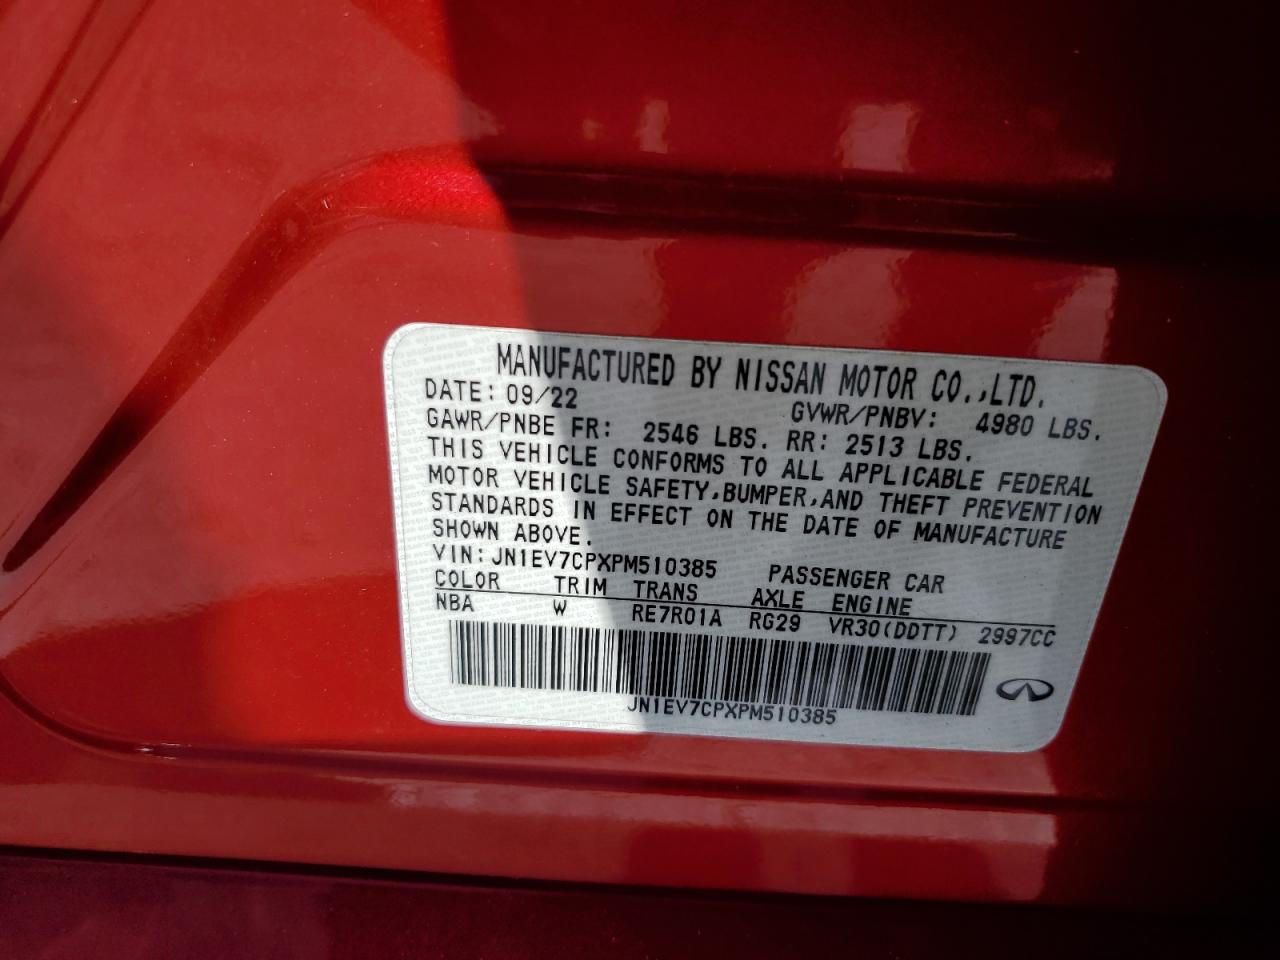 MANUFACTURED BY NISSAN MOTOR CO.,LTD.
DATE: 09/22 GVWR/PNBV: 4980 LBS.
GAWR/PNBE FR: 2546 LBS. RR: 2513 LBS.
THIS VEHICLE CONFORMS TO ALL APPLICABLE FEDERAL
MOTOR VEHICLE SAFETY,BUMPER,AND THEFT PREVENTION
STANDARDS IN EFFECT ON THE DATE OF MANUFACTURE
SHOWN ABOVE.
VIN:JN1EV7CPXPM510385 PASSENGER CAR
COLOR TRIM TRANS AXLE ENGINE
NBA W RE7R01A RG29 VR30(DDTT) 2997CC
JN1EV7CPXPM510385